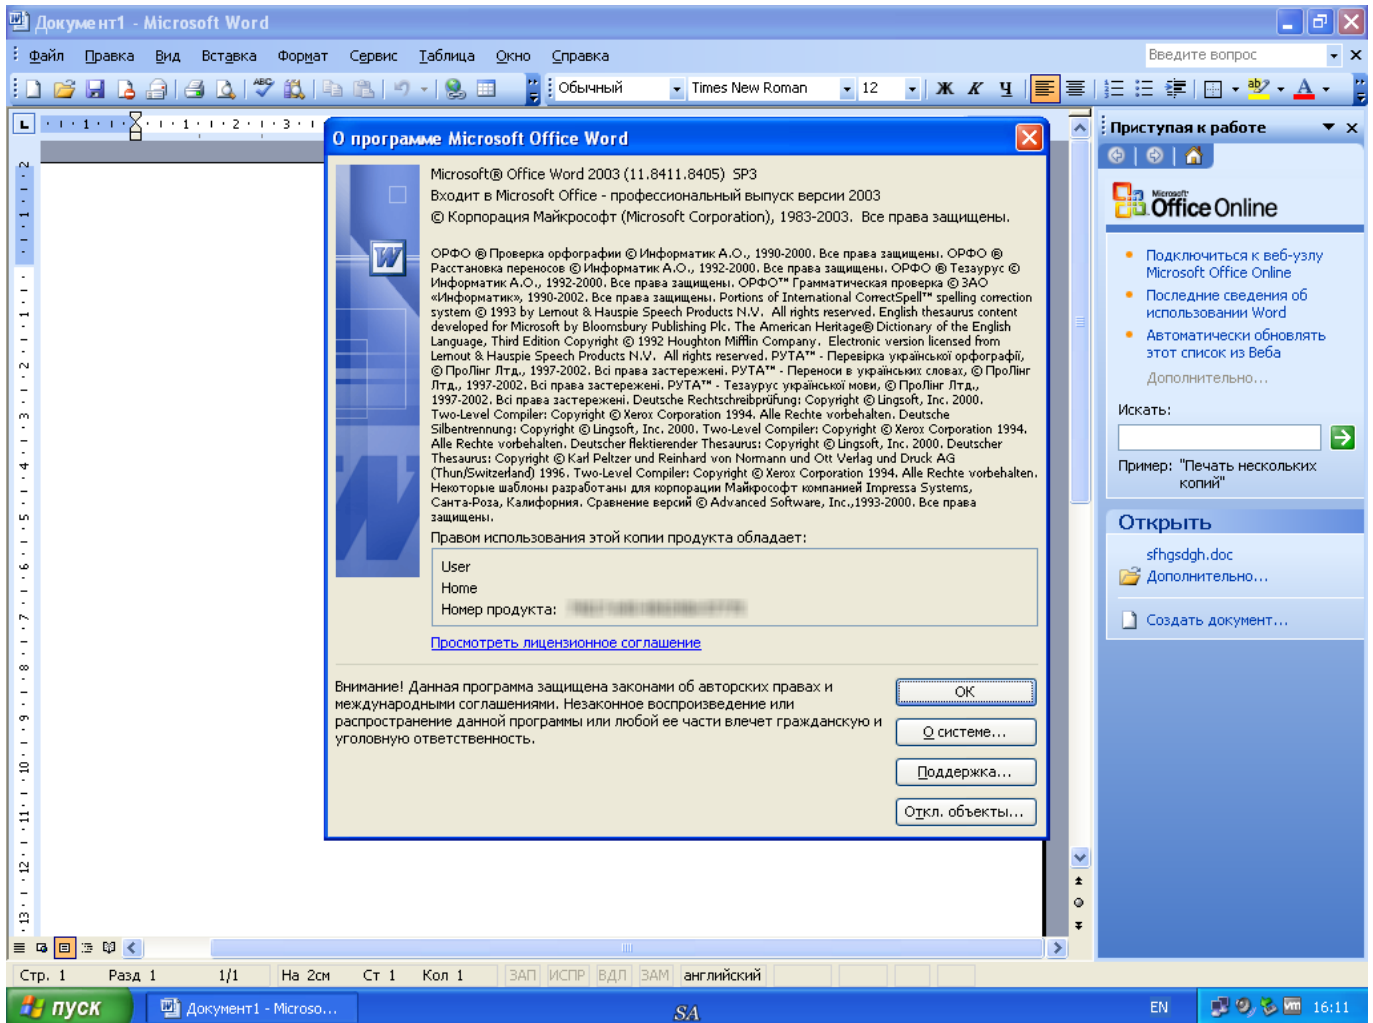 Документ1 - Microsoft Word
Файл Правка Вид Вставка Формат Сервис Таблица Окно Справка
Введите вопрос
Обычный Times New Roman 12 Ж К Ч
Приступая к работе
О программе Microsoft Office Word
Microsoft® Office Word 2003 (11.8411.8405) SP3
Входит в Microsoft Office - профессиональный выпуск версии 2003
© Корпорация Майкрософт (Microsoft Corporation), 1983-2003. Все права защищены.
ОРФО ® Проверка орфографии © Информатик А.О., 1990-2000. Все права защищены. ОРФО ®
Расстановка переносов © Информатик А.О., 1992-2000. Все права защищены. ОРФО ® Тезаурус ©
Информатик А.О., 1992-2000. Все права защищены. ОРФО™ Грамматическая проверка © ЗАО
«Информатик», 1990-2002. Все права защищены. Portions of International CorrectSpell™ spelling correction
system © 1993 by Lernout & Hauspie Speech Products N.V. All rights reserved. English thesaurus content
developed for Microsoft by Bloomsbury Publishing Plc. The American Heritage® Dictionary of the English
Language, Third Edition Copyright © 1992 Houghton Mifflin Company. Electronic version licensed from
Lernout & Hauspie Speech Products N.V. All rights reserved. РУТА™ - Перевірка української орфографії,
© ПроЛінг Лтд., 1997-2002. Всі права застережені. РУТА™ - Переноси в українських словах, © ПроЛінг
Лтд., 1997-2002. Всі права застережені. РУТА™ - Тезаурус української мови, © ПроЛінг Лтд.,
1997-2002. Всі права застережені. Deutsche Rechtschreibprüfung: Copyright © Lingsoft, Inc. 2000.
Two-Level Compiler: Copyright © Xerox Corporation 1994. Alle Rechte vorbehalten. Deutsche
Silbentrennung: Copyright © Lingsoft, Inc. 2000. Two-Level Compiler: Copyright © Xerox Corporation 1994.
Alle Rechte vorbehalten. Deutscher flektierender Thesaurus: Copyright © Lingsoft, Inc. 2000. Deutscher
Thesaurus: Copyright © Karl Peltzer und Reinhard von Normann und Ott Verlag und Druck AG
(Thun/Switzerland) 1996. Two-Level Compiler: Copyright © Xerox Corporation 1994. Alle Rechte vorbehalten.
Некоторые шаблоны разработаны для корпорации Майкрософт компанией Impressa Systems,
Санта-Роза, Калифорния. Сравнение версий © Advanced Software, Inc.,1993-2000. Все права
защищены.
Правом использования этой копии продукта обладает:
User
Home
Номер продукта:
Просмотреть лицензионное соглашение
Внимание! Данная программа защищена законами об авторских правах и
международными соглашениями. Незаконное воспроизведение или
распространение данной программы или любой ее части влечет гражданскую и
уголовную ответственность.
ОК
О системе...
Поддержка...
Откл. объекты...
Microsoft
Office Online
Подключиться к веб-узлу
Microsoft Office Online
Последние сведения об
использовании Word
Автоматически обновлять
этот список из Веба
Дополнительно...
Искать:
Пример: "Печать нескольких
копий"
Открыть
sfhgsdgh.doc
Дополнительно...
Создать документ...
Стр. 1 Разд 1 1/1 На 2см Ст 1 Кол 1 ЗАП ИСПР ВДЛ ЗАМ английский
пуск Документ1 - Microso... SA EN 16:11